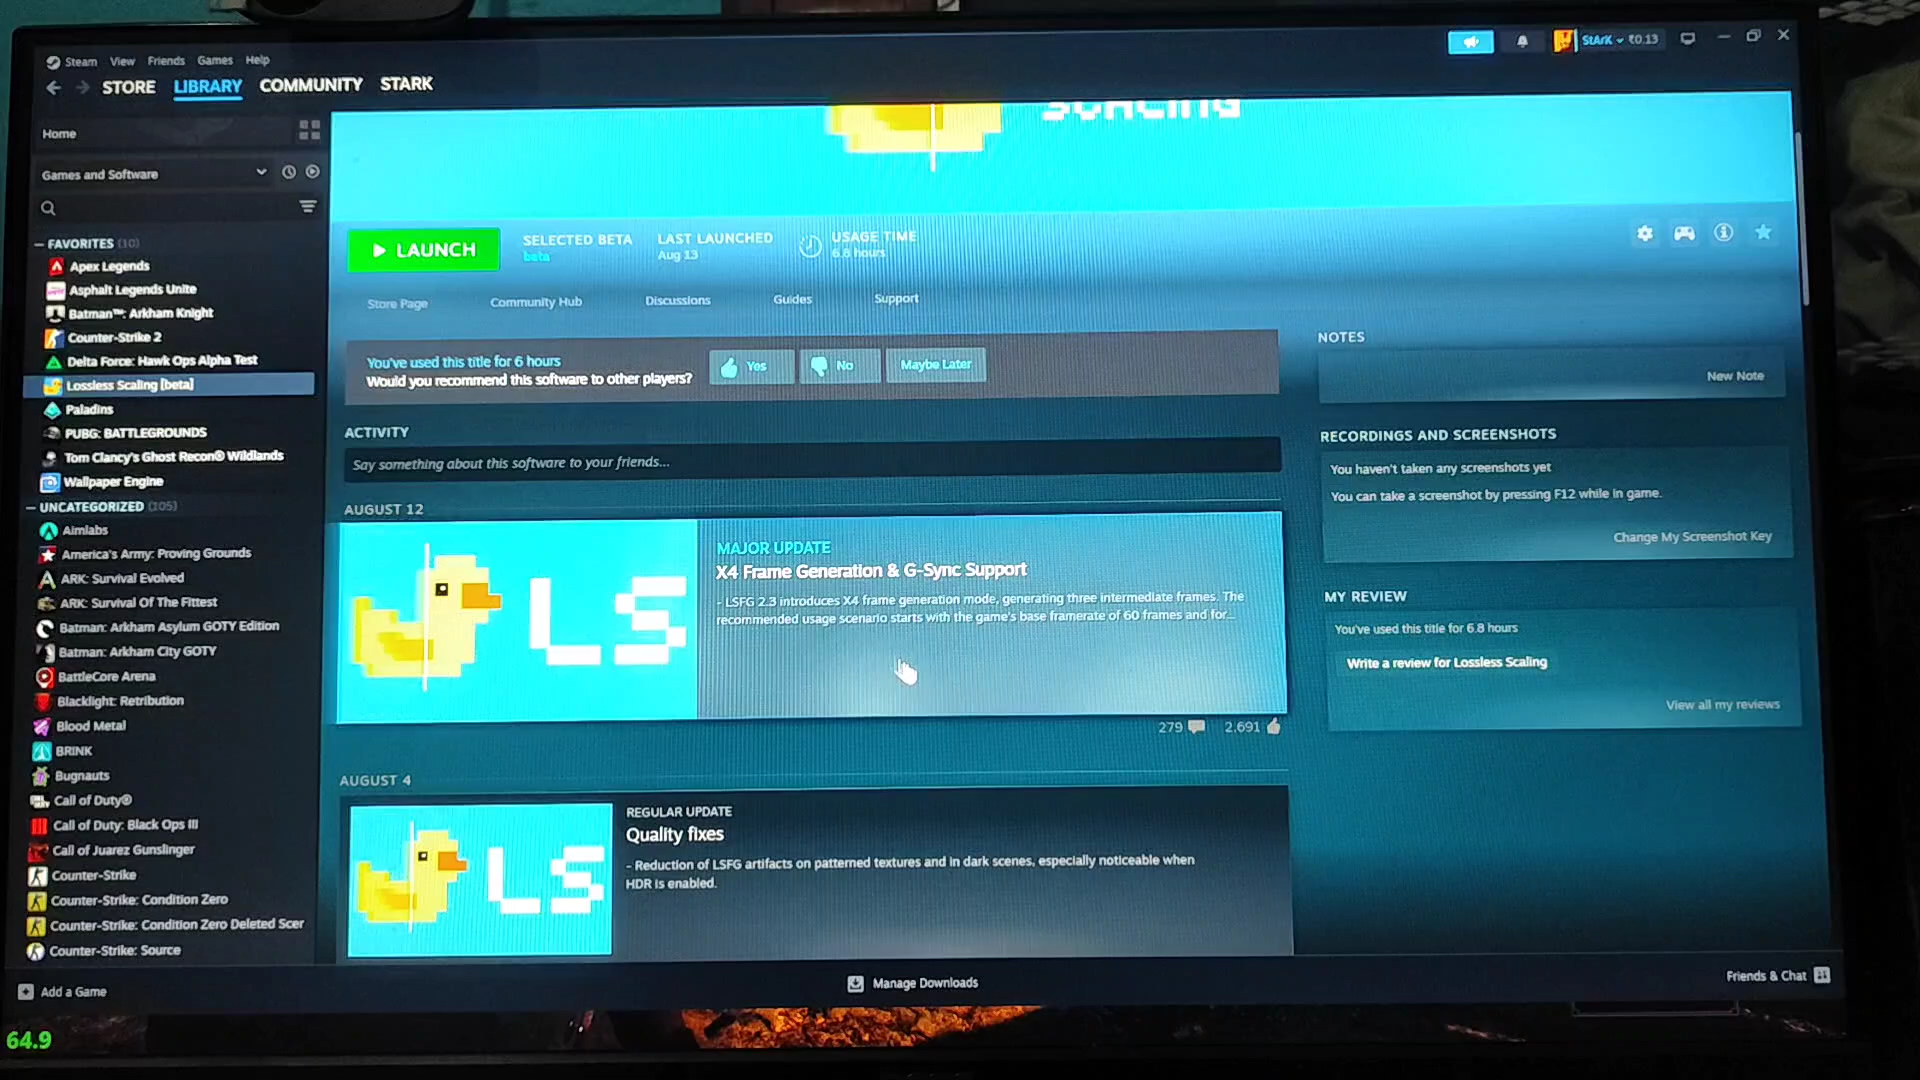 Steam View Friends Games Help
StArK ₹0.13
STORE LIBRARY COMMUNITY STARK
Home
Games and Software
FAVORITES (10)
Apex Legends
Asphalt Legends Unite
Batman™: Arkham Knight
Counter-Strike 2
Delta Force: Hawk Ops Alpha Test
Lossless Scaling [beta]
Paladins
PUBG: BATTLEGROUNDS
Tom Clancy's Ghost Recon® Wildlands
Wallpaper Engine
UNCATEGORIZED (105)
Aimlabs
America's Army: Proving Grounds
ARK: Survival Evolved
ARK: Survival Of The Fittest
Batman: Arkham Asylum GOTY Edition
Batman: Arkham City GOTY
BattleCore Arena
Blacklight: Retribution
Blood Metal
BRINK
Bugnauts
Call of Duty®
Call of Duty: Black Ops III
Call of Juarez Gunslinger
Counter-Strike
Counter-Strike: Condition Zero
Counter-Strike: Condition Zero Deleted Scer
Counter-Strike: Source
Add a Game
SCALING
LAUNCH
SELECTED BETA
beta
LAST LAUNCHED
Aug 13
USAGE TIME
6.8 hours
Store Page Community Hub Discussions Guides Support
You've used this title for 6 hours
Would you recommend this software to other players?
Yes No Maybe Later
ACTIVITY
Say something about this software to your friends...
AUGUST 12
LS
MAJOR UPDATE
X4 Frame Generation & G-Sync Support
- LSFG 2.3 introduces X4 frame generation mode, generating three intermediate frames. The
recommended usage scenario starts with the game's base framerate of 60 frames and for...
279 2,691
AUGUST 4
LS
REGULAR UPDATE
Quality fixes
- Reduction of LSFG artifacts on patterned textures and in dark scenes, especially noticeable when
HDR is enabled.
NOTES
New Note
RECORDINGS AND SCREENSHOTS
You haven't taken any screenshots yet
You can take a screenshot by pressing F12 while in game.
Change My Screenshot Key
MY REVIEW
You've used this title for 6.8 hours
Write a review for Lossless Scaling
View all my reviews
Manage Downloads
Friends & Chat
64.9